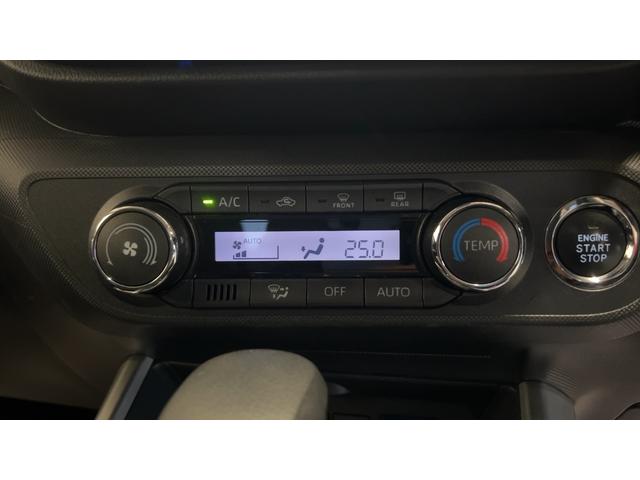 A/C
FRONT
REAR
AUTO
25.0
TEMP
ENGINE
START
STOP
OFF
AUTO